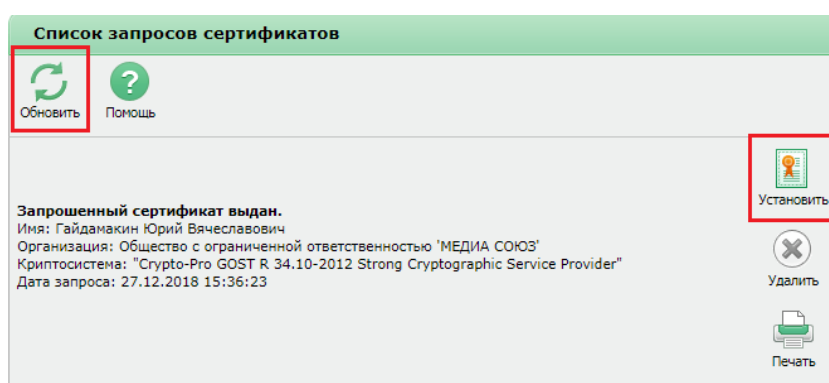 Список запросов сертификатов
Обновить
Помощь
Установить
Запрошенный сертификат выдан.
Имя: Гайдамакин Юрий Вячеславович
Организация: Общество с ограниченной ответственностью 'МЕДИА СОЮЗ'
Криптосистема: "Crypto-Pro GOST R 34.10-2012 Strong Cryptographic Service Provider"
Дата запроса: 27.12.2018 15:36:23
Удалить
Печать